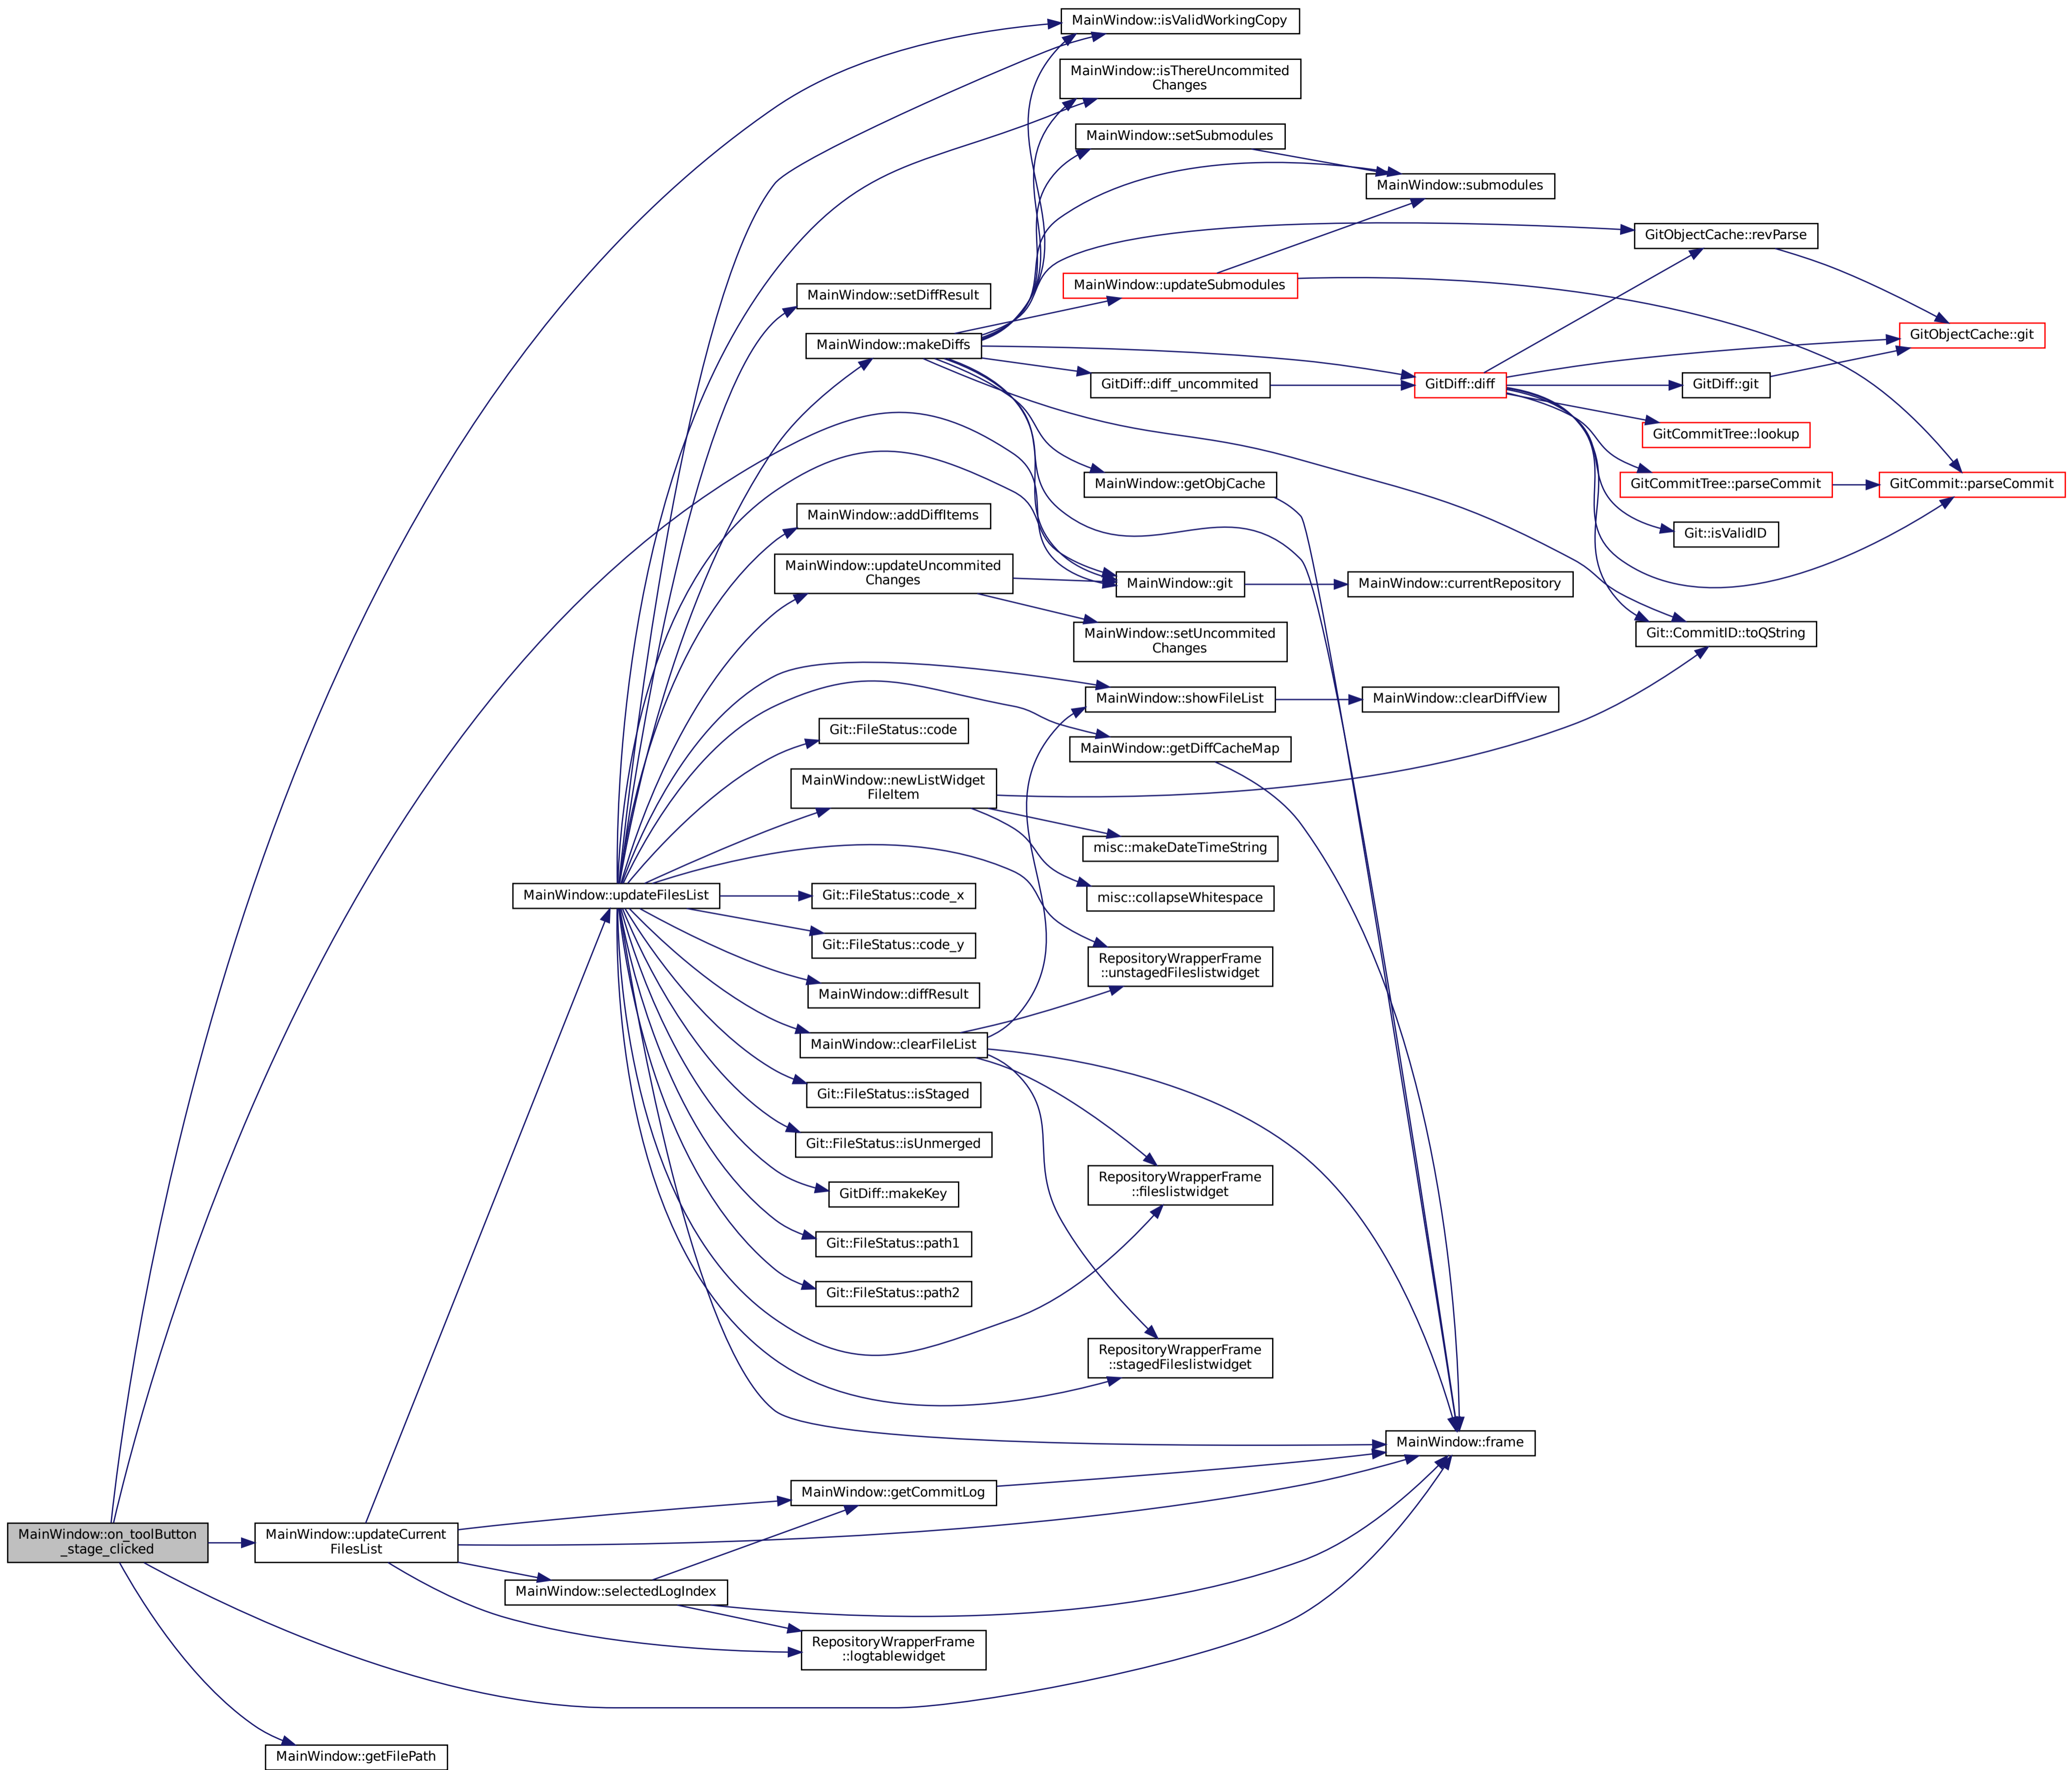 MainWindow::isValidWorkingCopy
MainWindow::isThereUncommited
Changes
MainWindow::setSubmodules
MainWindow::submodules
GitObjectCache::revParse
MainWindow::updateSubmodules
MainWindow::setDiffResult
GitObjectCache::git
MainWindow::makeDiffs
GitDiff::diff_uncommited
GitDiff::diff
GitDiff::git
GitCommitTree::lookup
MainWindow::getObjCache
GitCommitTree::parseCommit
GitCommit::parseCommit
MainWindow::addDiffItems
Git::isValidID
MainWindow::updateUncommited
Changes
MainWindow::git
MainWindow::currentRepository
MainWindow::setUncommited
Changes
Git::CommitID::toQString
MainWindow::showFileList
MainWindow::clearDiffView
Git::FileStatus::code
MainWindow::getDiffCacheMap
MainWindow::newListWidget
FileItem
misc::makeDateTimeString
MainWindow::updateFilesList
Git::FileStatus::code_x
misc::collapseWhitespace
Git::FileStatus::code_y
RepositoryWrapperFrame
::unstagedFileslistwidget
MainWindow::diffResult
MainWindow::clearFileList
Git::FileStatus::isStaged
Git::FileStatus::isUnmerged
RepositoryWrapperFrame
::fileslistwidget
GitDiff::makeKey
Git::FileStatus::path1
Git::FileStatus::path2
RepositoryWrapperFrame
::stagedFileslistwidget
MainWindow::frame
MainWindow::getCommitLog
MainWindow::on_toolButton
_stage_clicked
MainWindow::updateCurrent
FilesList
MainWindow::selectedLogIndex
RepositoryWrapperFrame
::logtablewidget
MainWindow::getFilePath